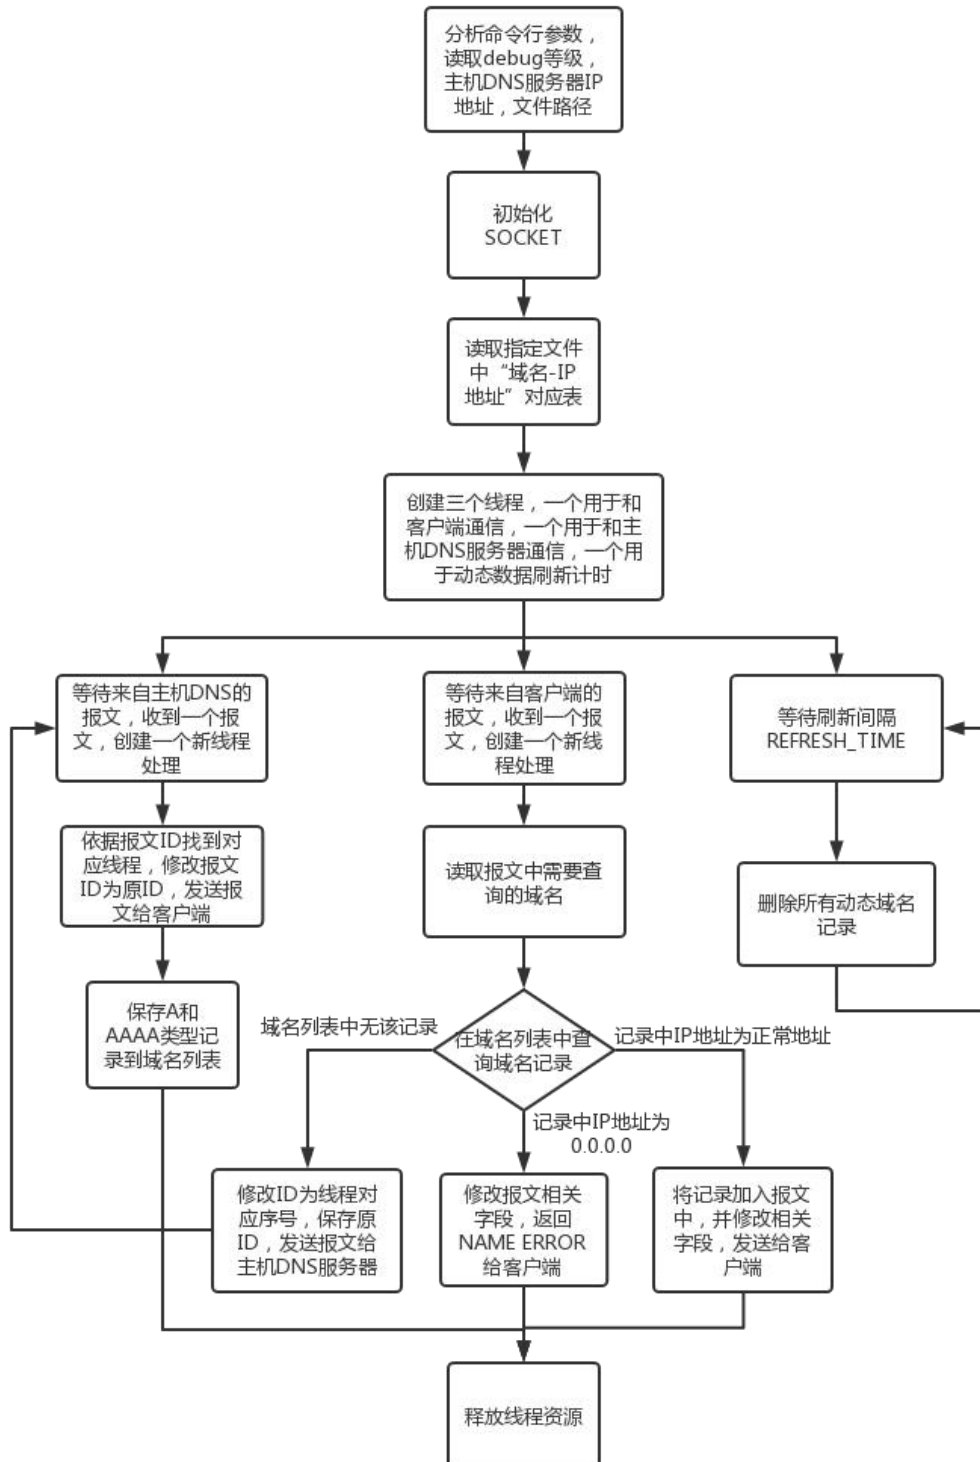 分析命令行参数，
读取debug等级，
主机DNS服务器IP
地址，文件路径
初始化
SOCKET
读取指定文件
中“域名-IP
地址”对应表
创建三个线程，一个用于和
客户端通信，一个用于和主
机DNS服务器通信，一个用
于动态数据刷新计时
等待来自主机DNS的
报文，收到一个报
文，创建一个新线程
处理
等待来自客户端的
报文，收到一个报
文，创建一个新线
程处理
等待刷新间隔
REFRESH_TIME
依据报文ID找到对
应线程，修改报文
ID为原ID，发送报
文给客户端
读取报文中需要查
询的域名
删除所有动态域名
记录
保存A和
AAAA类型记
录到域名列表
域名列表中无该记录
在域名列表中查
询域名记录
记录中IP地址为正常地址
记录中IP地址为
0.0.0.0
修改ID为线程对
应序号，保存原
ID，发送报文给
主机DNS服务器
修改报文相关
字段，返回
NAME ERROR
给客户端
将记录加入报文
中，并修改相关
字段，发送给客
户端
释放线程资源